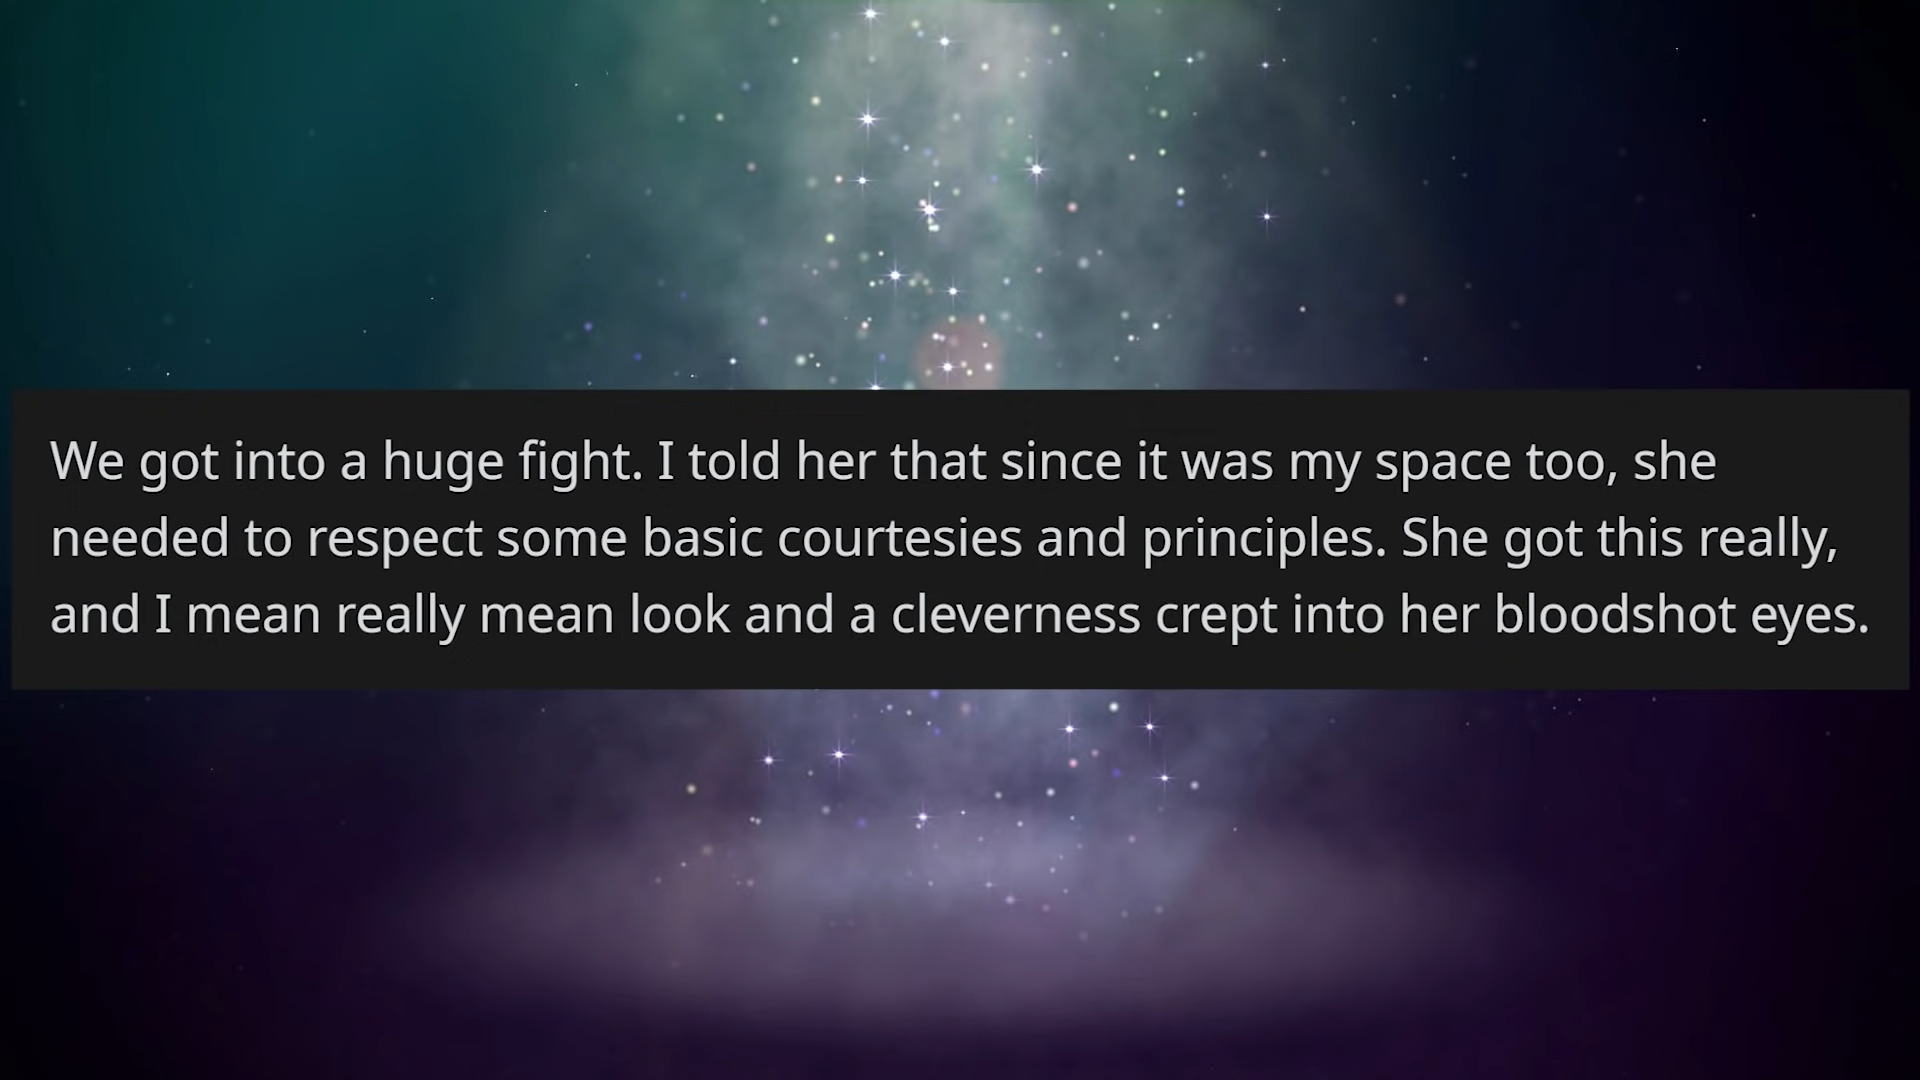 We got into a huge fight. I told her that since it was my space too, she
needed to respect some basic courtesies and principles. She got this really,
and I mean really mean look and a cleverness crept into her bloodshot eyes.